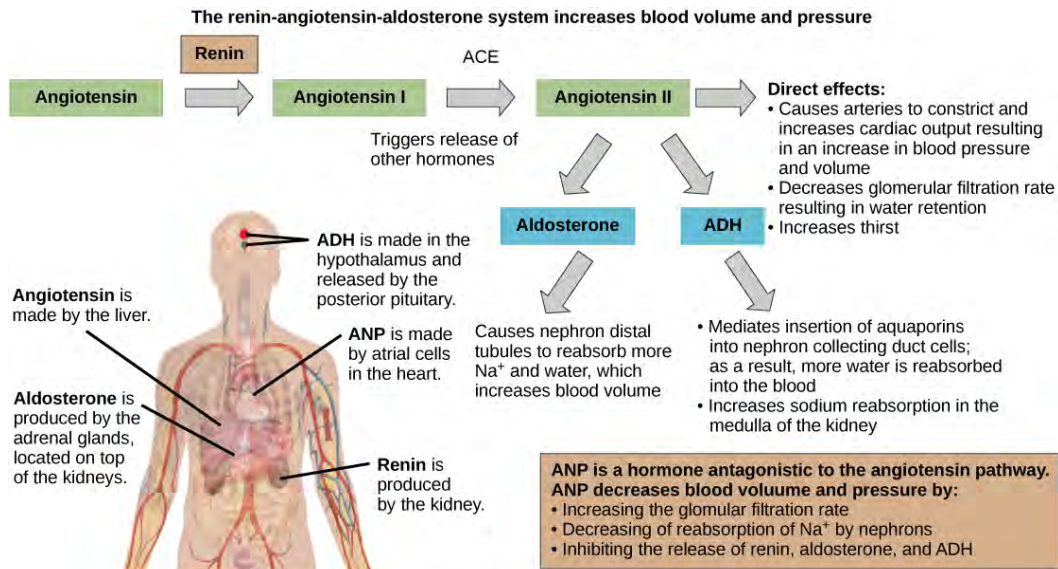 The renin-angiotensin-aldosterone system increases blood volume and pressure
Renin
ACE
Angiotensin
Angiotensin I
Angiotensin II
Triggers release of
other hormones
Direct effects:
• Causes arteries to constrict and
increases cardiac output resulting
in an increase in blood pressure
and volume
• Decreases glomerular filtration rate
resulting in water retention
• Increases thirst
Aldosterone
ADH
Causes nephron distal
tubules to reabsorb more
Na⁺ and water, which
increases blood volume
• Mediates insertion of aquaporins
into nephron collecting duct cells;
as a result, more water is reabsorbed
into the blood
• Increases sodium reabsorption in the
medulla of the kidney
ADH is made in the
hypothalamus and
released by the
posterior pituitary.
Angiotensin is
made by the liver.
ANP is made
by atrial cells
in the heart.
Aldosterone is
produced by the
adrenal glands,
located on top
of the kidneys.
Renin is
produced
by the kidney.
ANP is a hormone antagonistic to the angiotensin pathway.
ANP decreases blood voluume and pressure by:
• Increasing the glomular filtration rate
• Decreasing of reabsorption of Na⁺ by nephrons
• Inhibiting the release of renin, aldosterone, and ADH